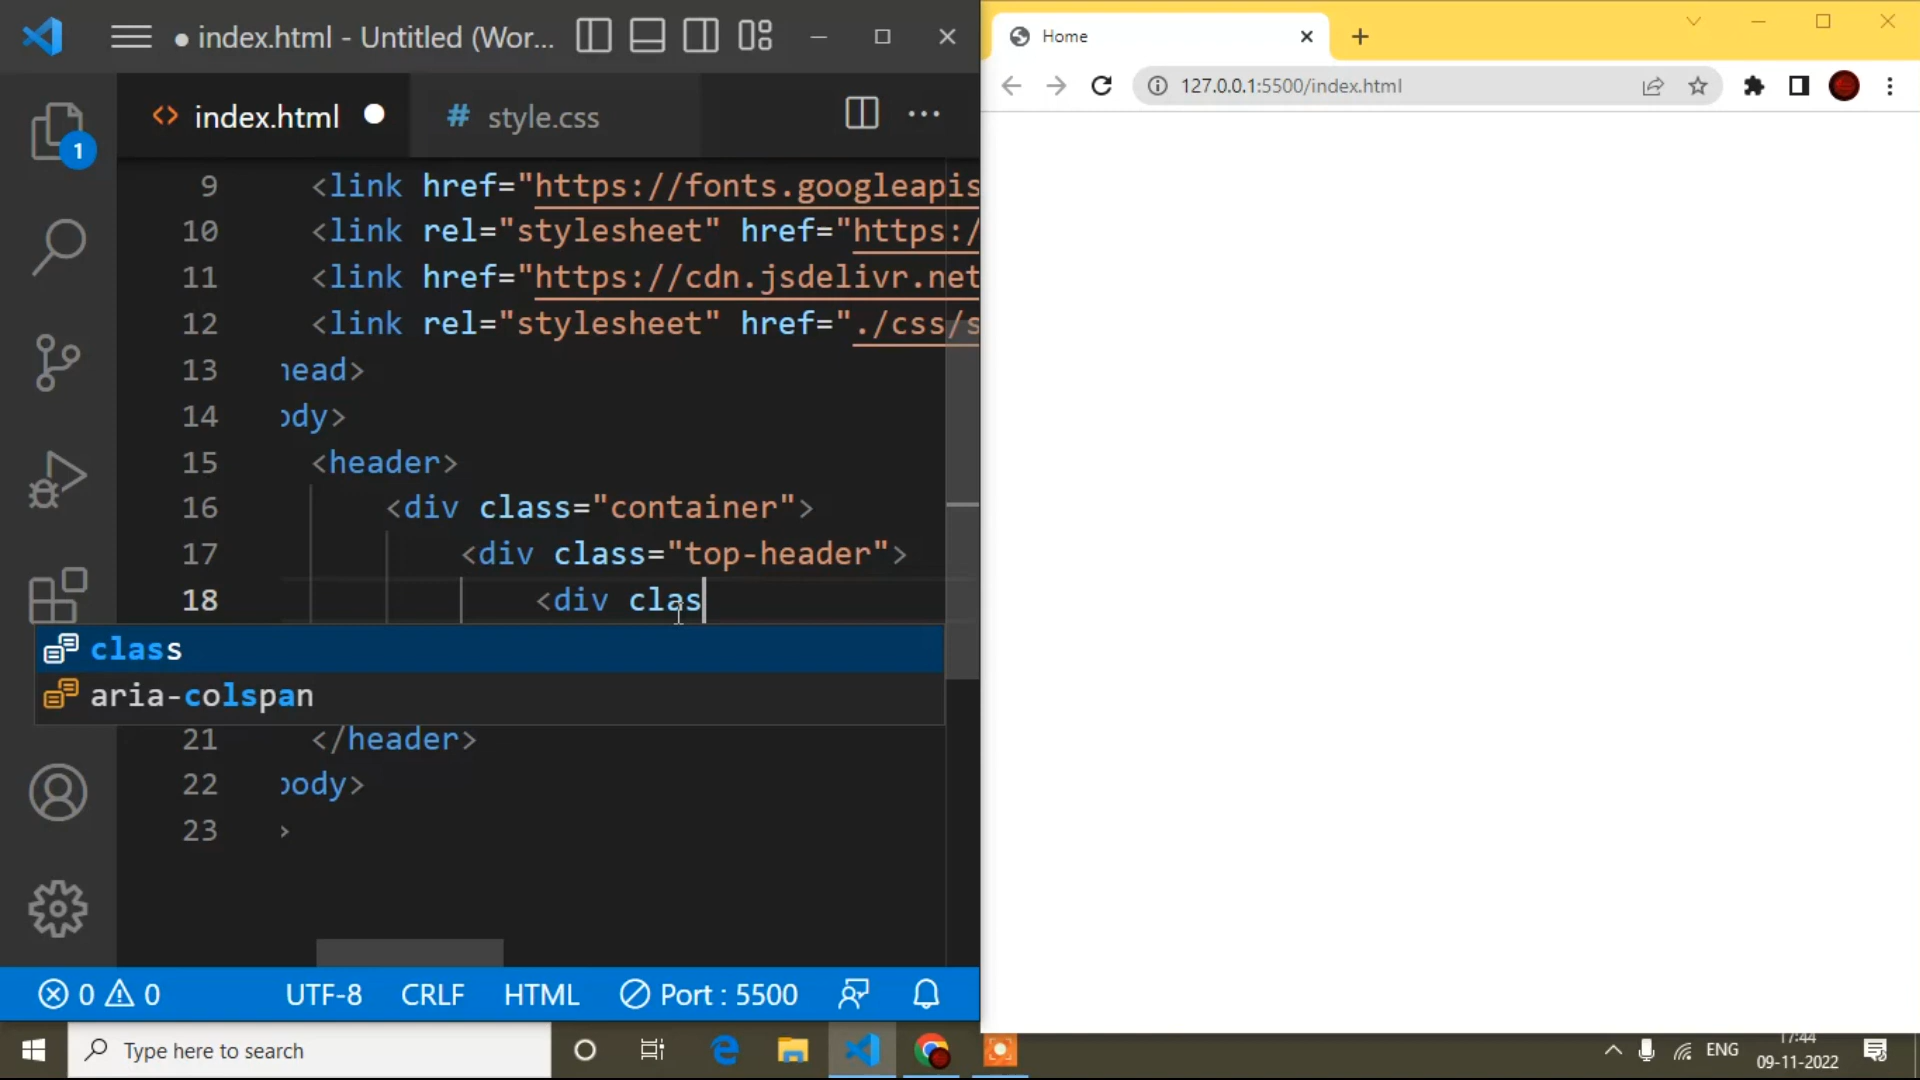 ● index.html - Untitled (Wor...
index.html
# style.css
1
9 <link href="https://fonts.googleapis
10 <link rel="stylesheet" href="https:/
11 <link href="https://cdn.jsdelivr.net
12 <link rel="stylesheet" href="./css/s
13 head>
14 ody>
15 <header>
16 <div class="container">
17 <div class="top-header">
18 <div clas
class
aria-colspan
21 </header>
22 body>
23 >
0 0 UTF-8 CRLF HTML Port : 5500
Home
127.0.0.1:5500/index.html
Type here to search
ENG
17:44
09-11-2022